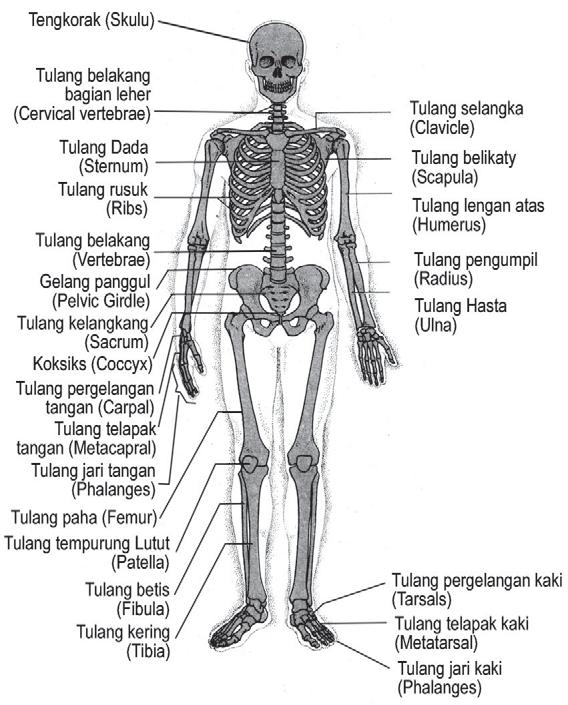 Tengkorak (Skulu)
Tulang belakang
bagian leher
(Cervical vertebrae)
Tulang Dada
(Sternum)
Tulang rusuk
(Ribs)
Tulang belakang
(Vertebrae)
Gelang panggul
(Pelvic Girdle)
Tulang kelangkang
(Sacrum)
Koksiks (Coccyx)
Tulang pergelangan
tangan (Carpal)
Tulang telapak
tangan (Metacapral)
Tulang jari tangan
(Phalanges)
Tulang paha (Femur)
Tulang tempurung Lutut
(Patella)
Tulang betis
(Fibula)
Tulang kering
(Tibia)
Tulang selangka
(Clavicle)
Tulang belikaty
(Scapula)
Tulang lengan atas
(Humerus)
Tulang pengumpil
(Radius)
Tulang Hasta
(Ulna)
Tulang pergelangan kaki
(Tarsals)
Tulang telapak kaki
(Metatarsal)
Tulang jari kaki
(Phalanges)